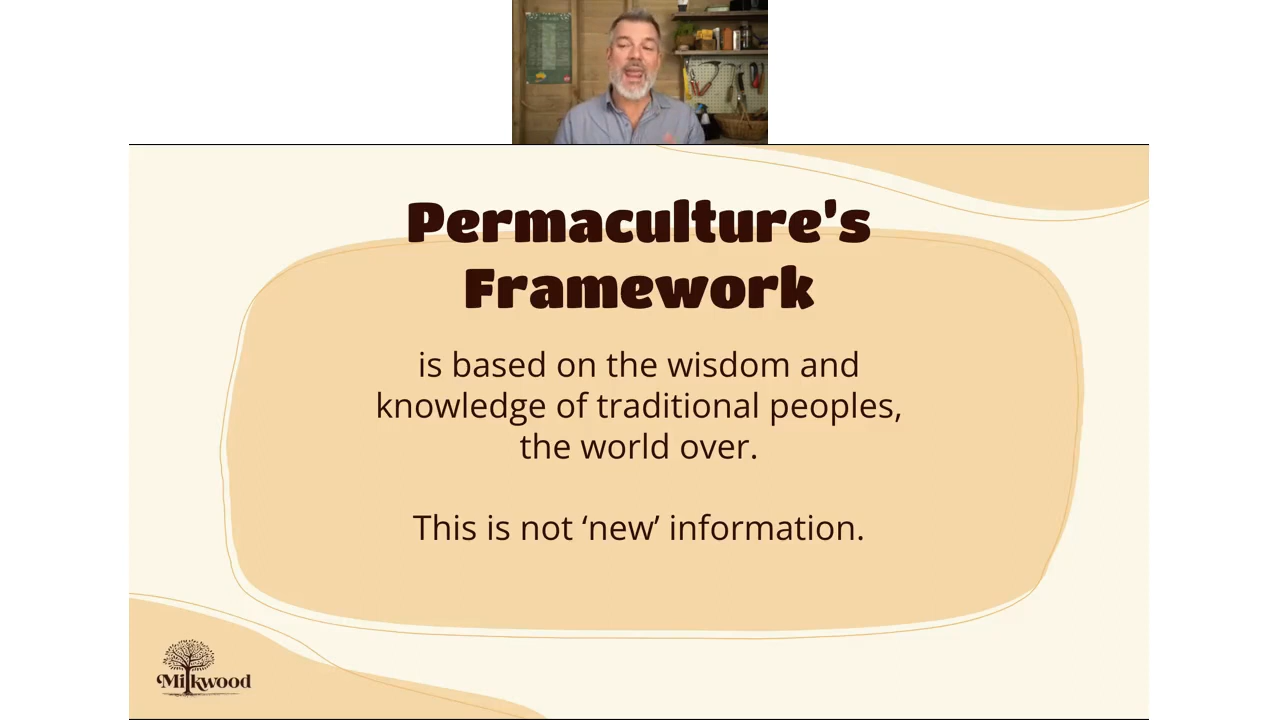 Permaculture's
Framework
is based on the wisdom and
knowledge of traditional peoples,
the world over.
This is not ‘new’ information.
Milkwood